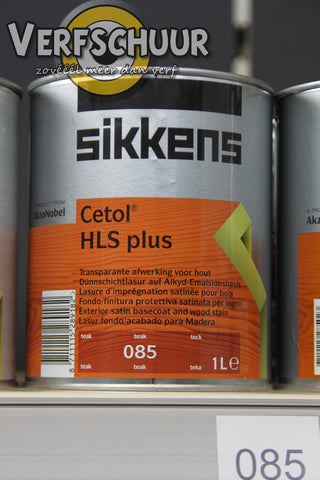 VERFSCHUUR
zovééél meer dan verf
sikkens
A PRODUCT FROM
AkzoNobel
Cetol®
HLS plus
Transparante afwerking voor hout
Dünnschichtlasur auf Alkyd-Emulsionsbasis
Lasure d'imprégnation satinée pour bois
Fondo/finitura protettiva satinata per legno
Exterior satin basecoat and wood stain
Lasur fondo/acabado para Madera
teak teak teck
085
1L e
teak teak teka
085